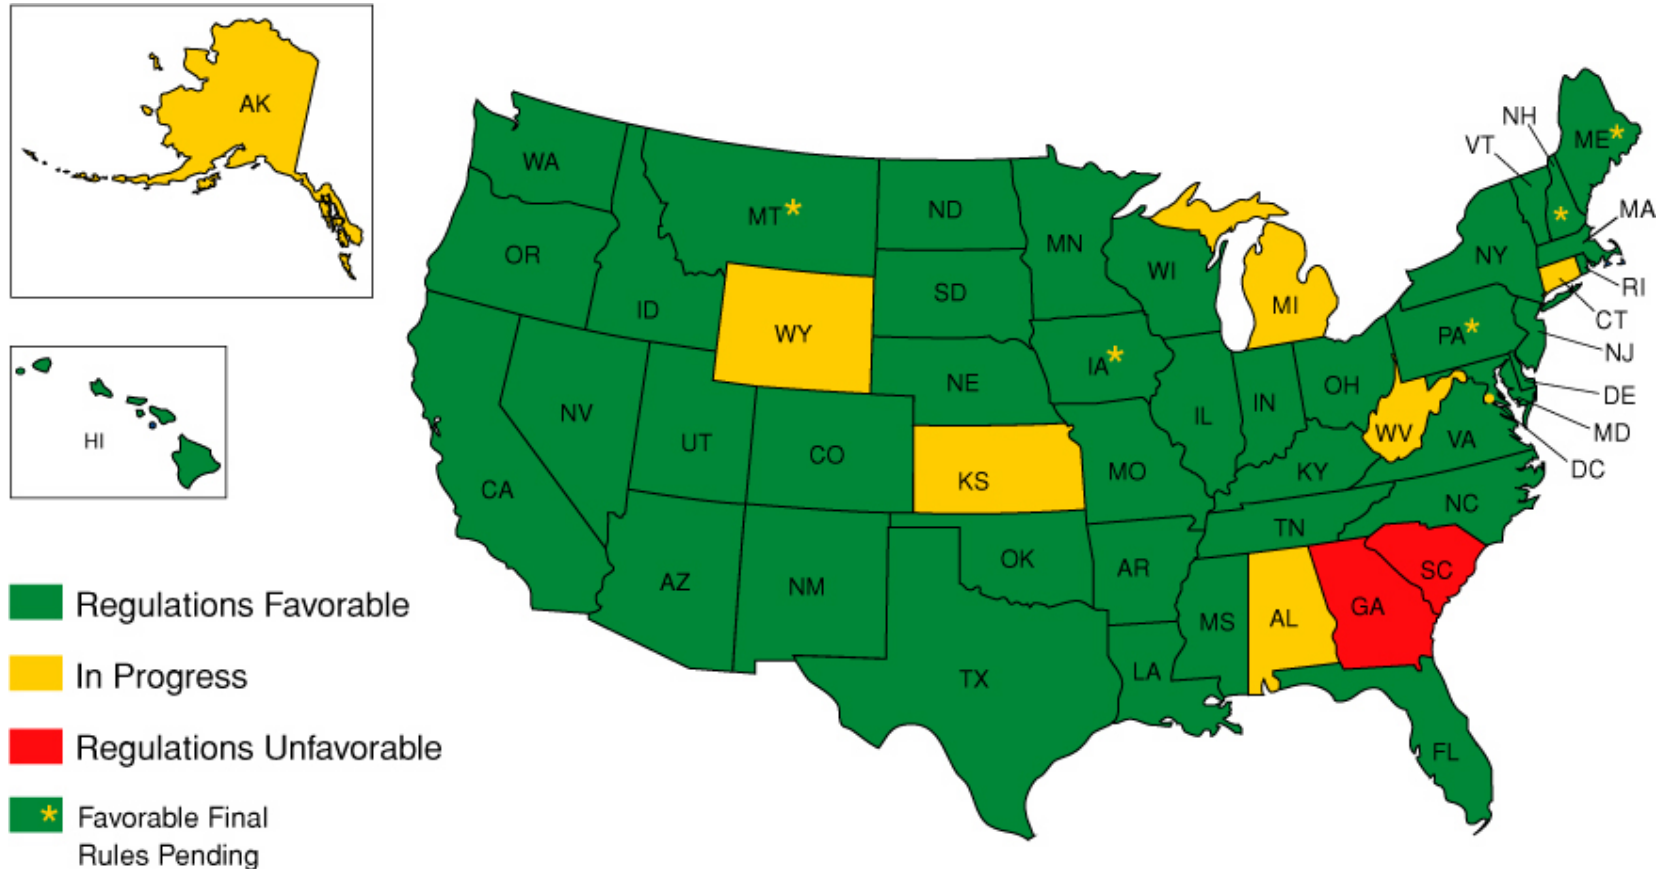 AK
HI
WA
OR
CA
ID
NV
MT*
WY
UT
CO
AZ
NM
ND
SD
NE
KS
OK
TX
MN
IA*
MO
AR
LA
WI
IL
MI
IN
OH
KY
TN
MS
AL
GA
SC
NC
FL
VA
WV
PA*
NY
VT
NH
*
ME*
MA
RI
CT
NJ
DE
MD
DC
Regulations Favorable
In Progress
Regulations Unfavorable
* Favorable Final
Rules Pending